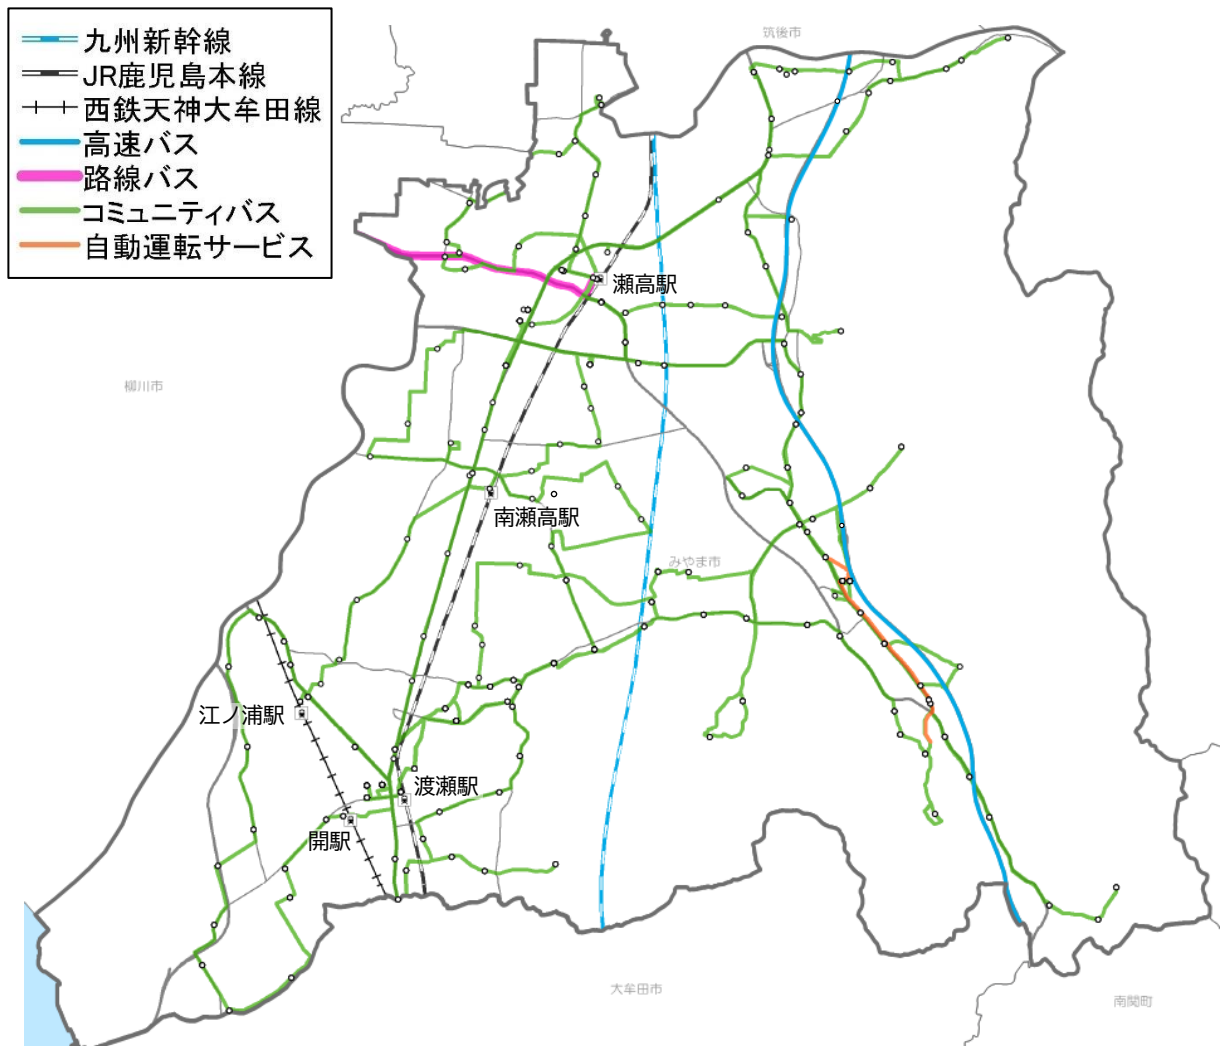 九州新幹線
JR鹿児島本線
西鉄天神大牟田線
高速バス
路線バス
コミュニティバス
自動運転サービス
筑後市
瀬高駅
柳川市
南瀬高駅
みやま市
江ノ浦駅
渡瀬駅
開駅
大牟田市
南関町